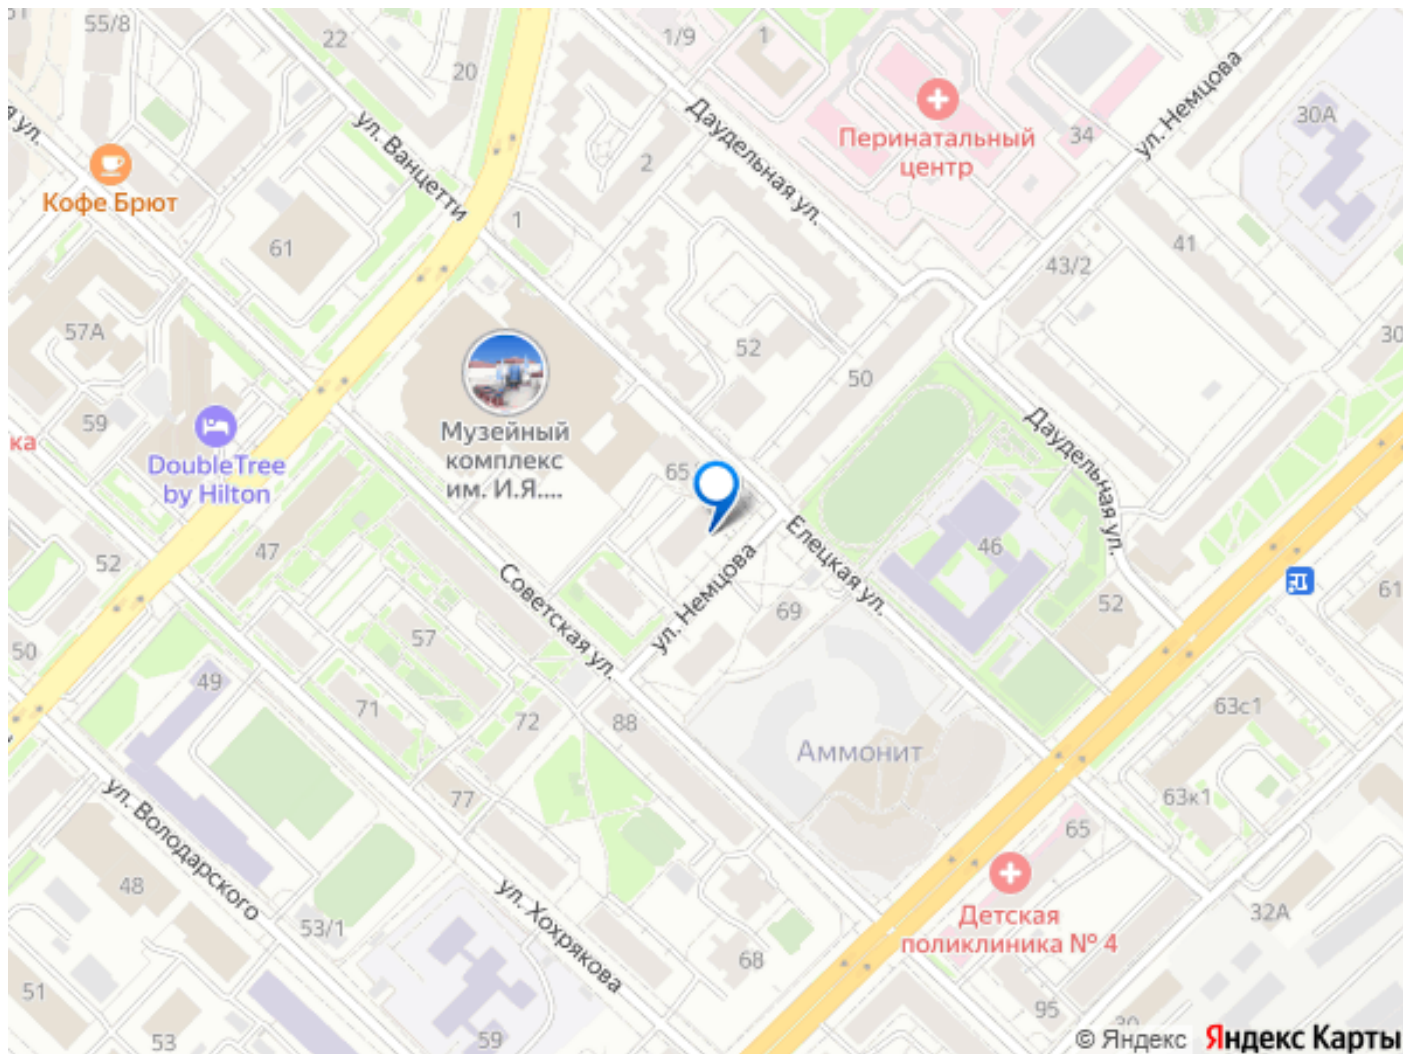 55/8
22
1/9
1
20
ул. Немцова
30А
Даудельная ул.
Перинатальный
центр
34
ул. Ванцетти
2
Кофе Брют
1
61
41
43/2
57А
30
52
50
59
Музейный
комплекс
им. И.Я....
DoubleTree
by Hilton
ка
65
Даудельная ул.
47
52
Елецкая ул.
46
ул. Немцова
Советская ул.
69
52
61
57
50
49
71
72
88
63с1
Аммонит
63к1
77
65
ул. Володарского
48
53/1
ул. Хохрякова
Детская
поликлиника № 4
32А
68
51
95
53
59
© Яндекс Яндекс Карты